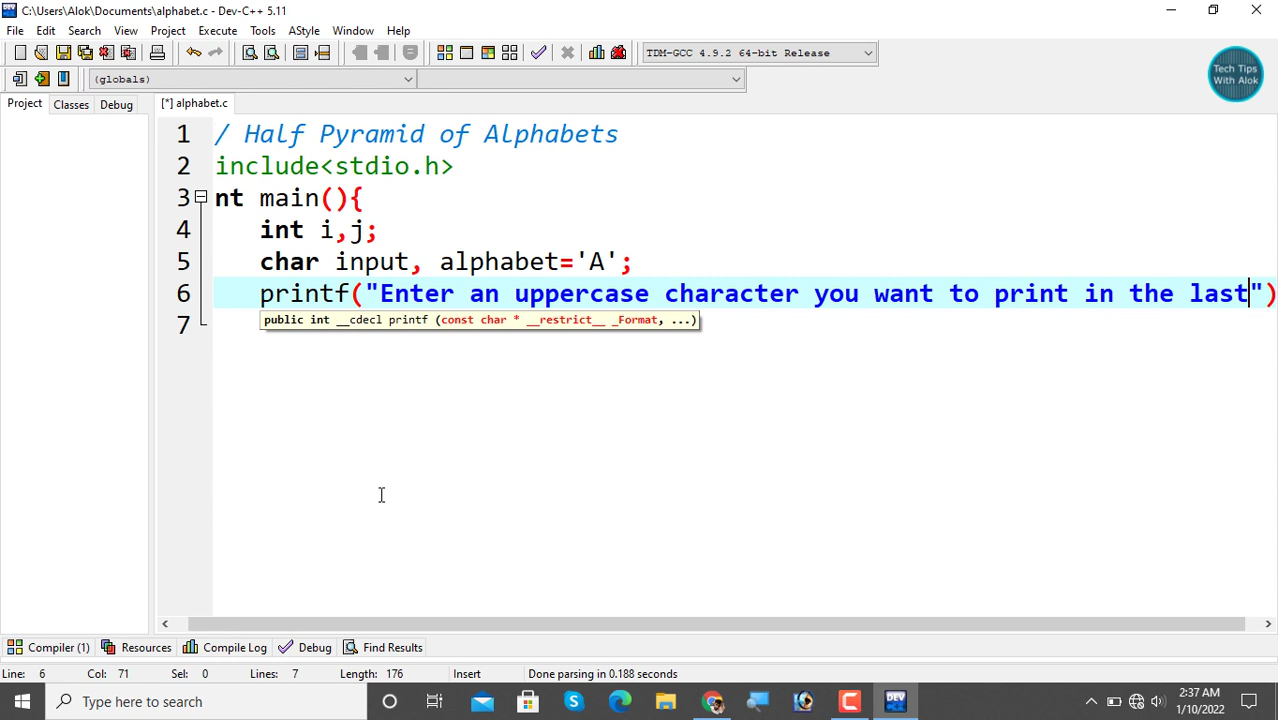 C:\Users\Alok\Documents\alphabet.c - Dev-C++ 5.11
File Edit Search View Project Execute Tools AStyle Window Help
TDM-GCC 4.9.2 64-bit Release
(globals)
Tech Tips
With Alok
Project Classes Debug
[*] alphabet.c
1 / Half Pyramid of Alphabets
2 include<stdio.h>
3 nt main(){
4 int i,j;
5 char input, alphabet='A';
6 printf("Enter an uppercase character you want to print in the last")
public int __cdecl printf (const char * __restrict__ _Format, ...)
7
Compiler (1) Resources Compile Log Debug Find Results
Line: 6 Col: 71 Sel: 0 Lines: 7 Length: 176 Insert Done parsing in 0.188 seconds
Type here to search
DEV
2:37 AM
1/10/2022